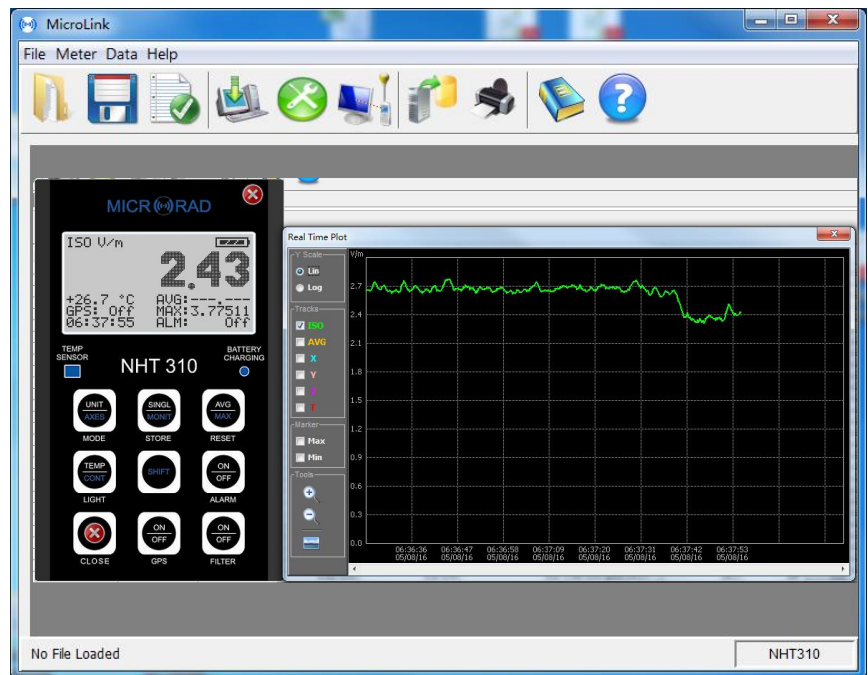 MicroLink
File Meter Data Help
MICRORAD
ISO V/m
2.43
+26.7 °C AVG:---.---
GPS: Off MAX:3.77511
06:37:55 ALM: Off
TEMP SENSOR
BATTERY CHARGING
NHT 310
UNIT AXES
SINGL MONIT
AVG MAX
MODE STORE RESET
TEMP CONT
SHIFT
ON OFF
LIGHT ALARM
ON OFF
ON OFF
CLOSE GPS FILTER
Real Time Plot
Y Scale
Lin
Log
Tracks
ISO
AVG
X
Y
Z
T
Marker
Max
Min
Tools
V/m
2.7
2.4
2.1
1.8
1.5
1.2
0.9
0.6
0.3
0.0
06:36:36 06:36:47 06:36:58 06:37:09 06:37:20 06:37:31 06:37:42 06:37:53
05/08/16 05/08/16 05/08/16 05/08/16 05/08/16 05/08/16 05/08/16 05/08/16
No File Loaded
NHT310